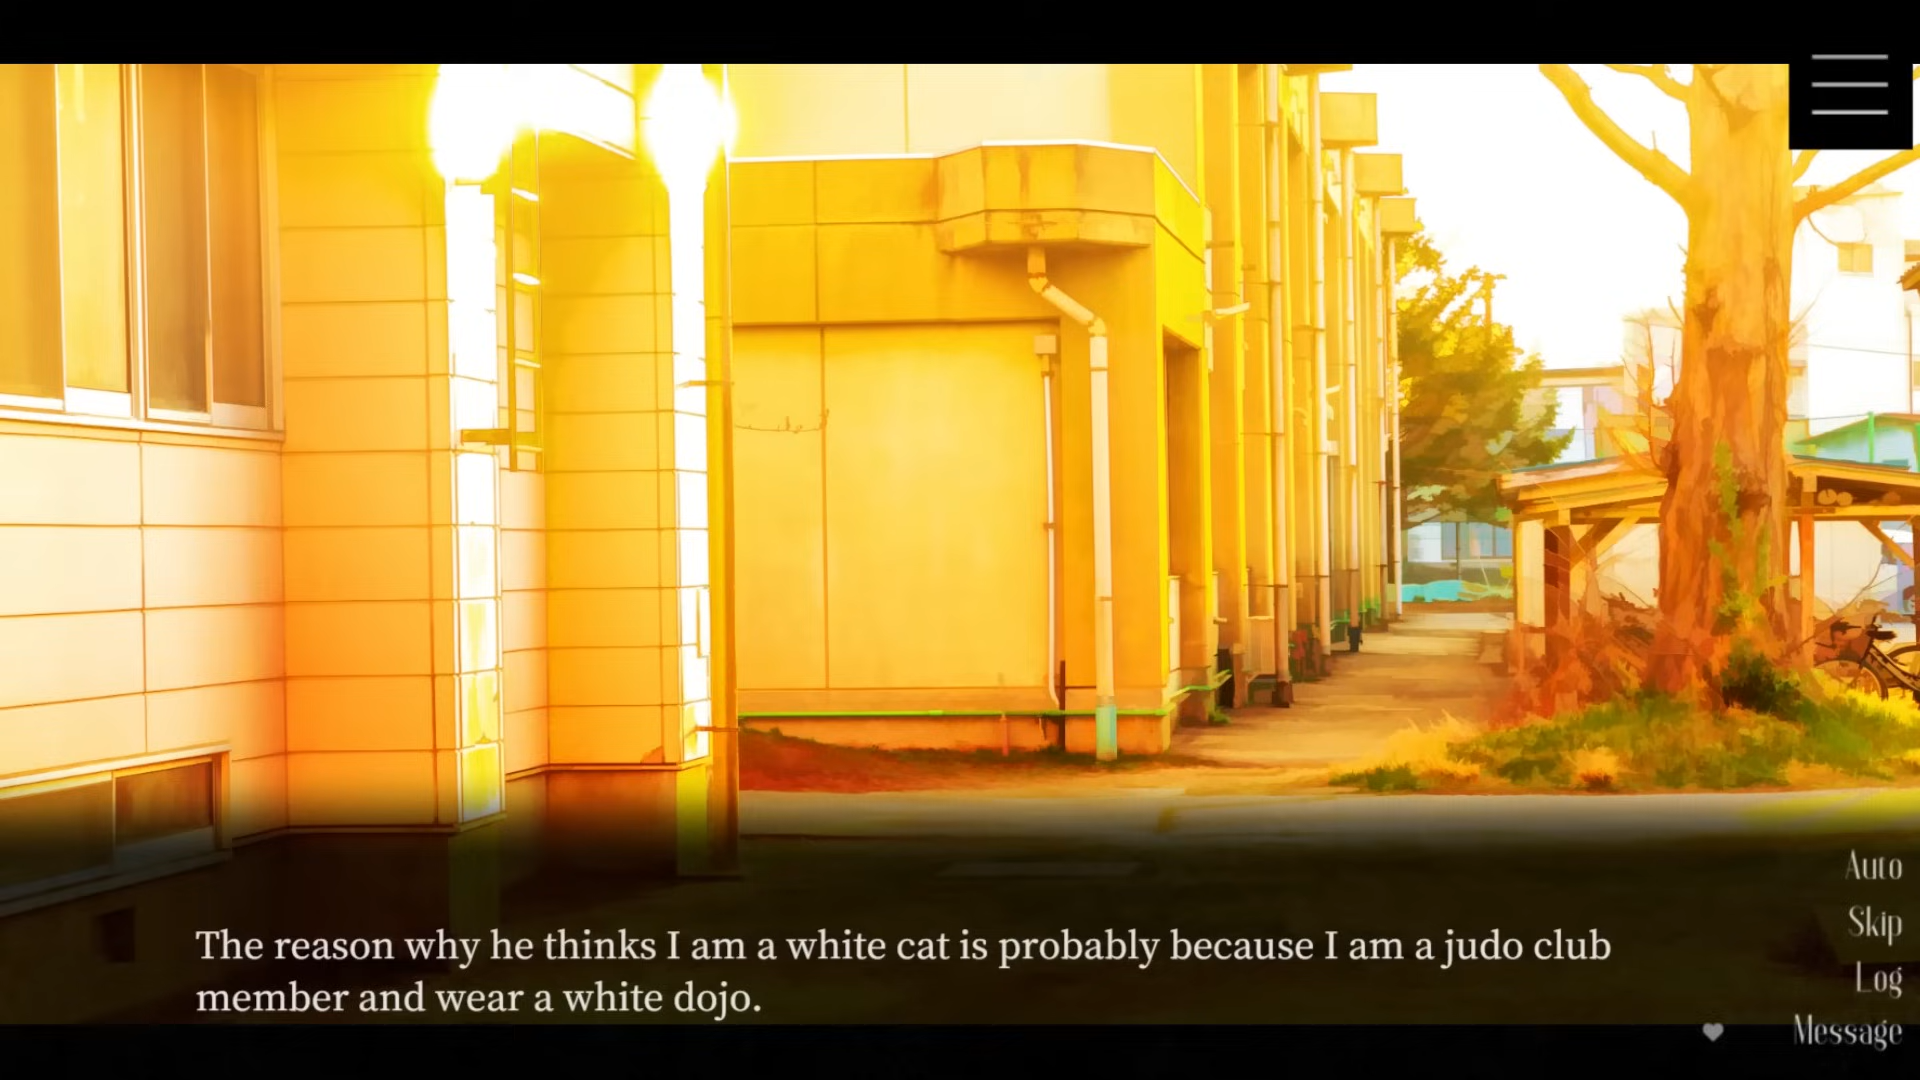 The reason why he thinks I am a white cat is probably because I am a judo club
member and wear a white dojo.
Auto
Skip
Log
Message